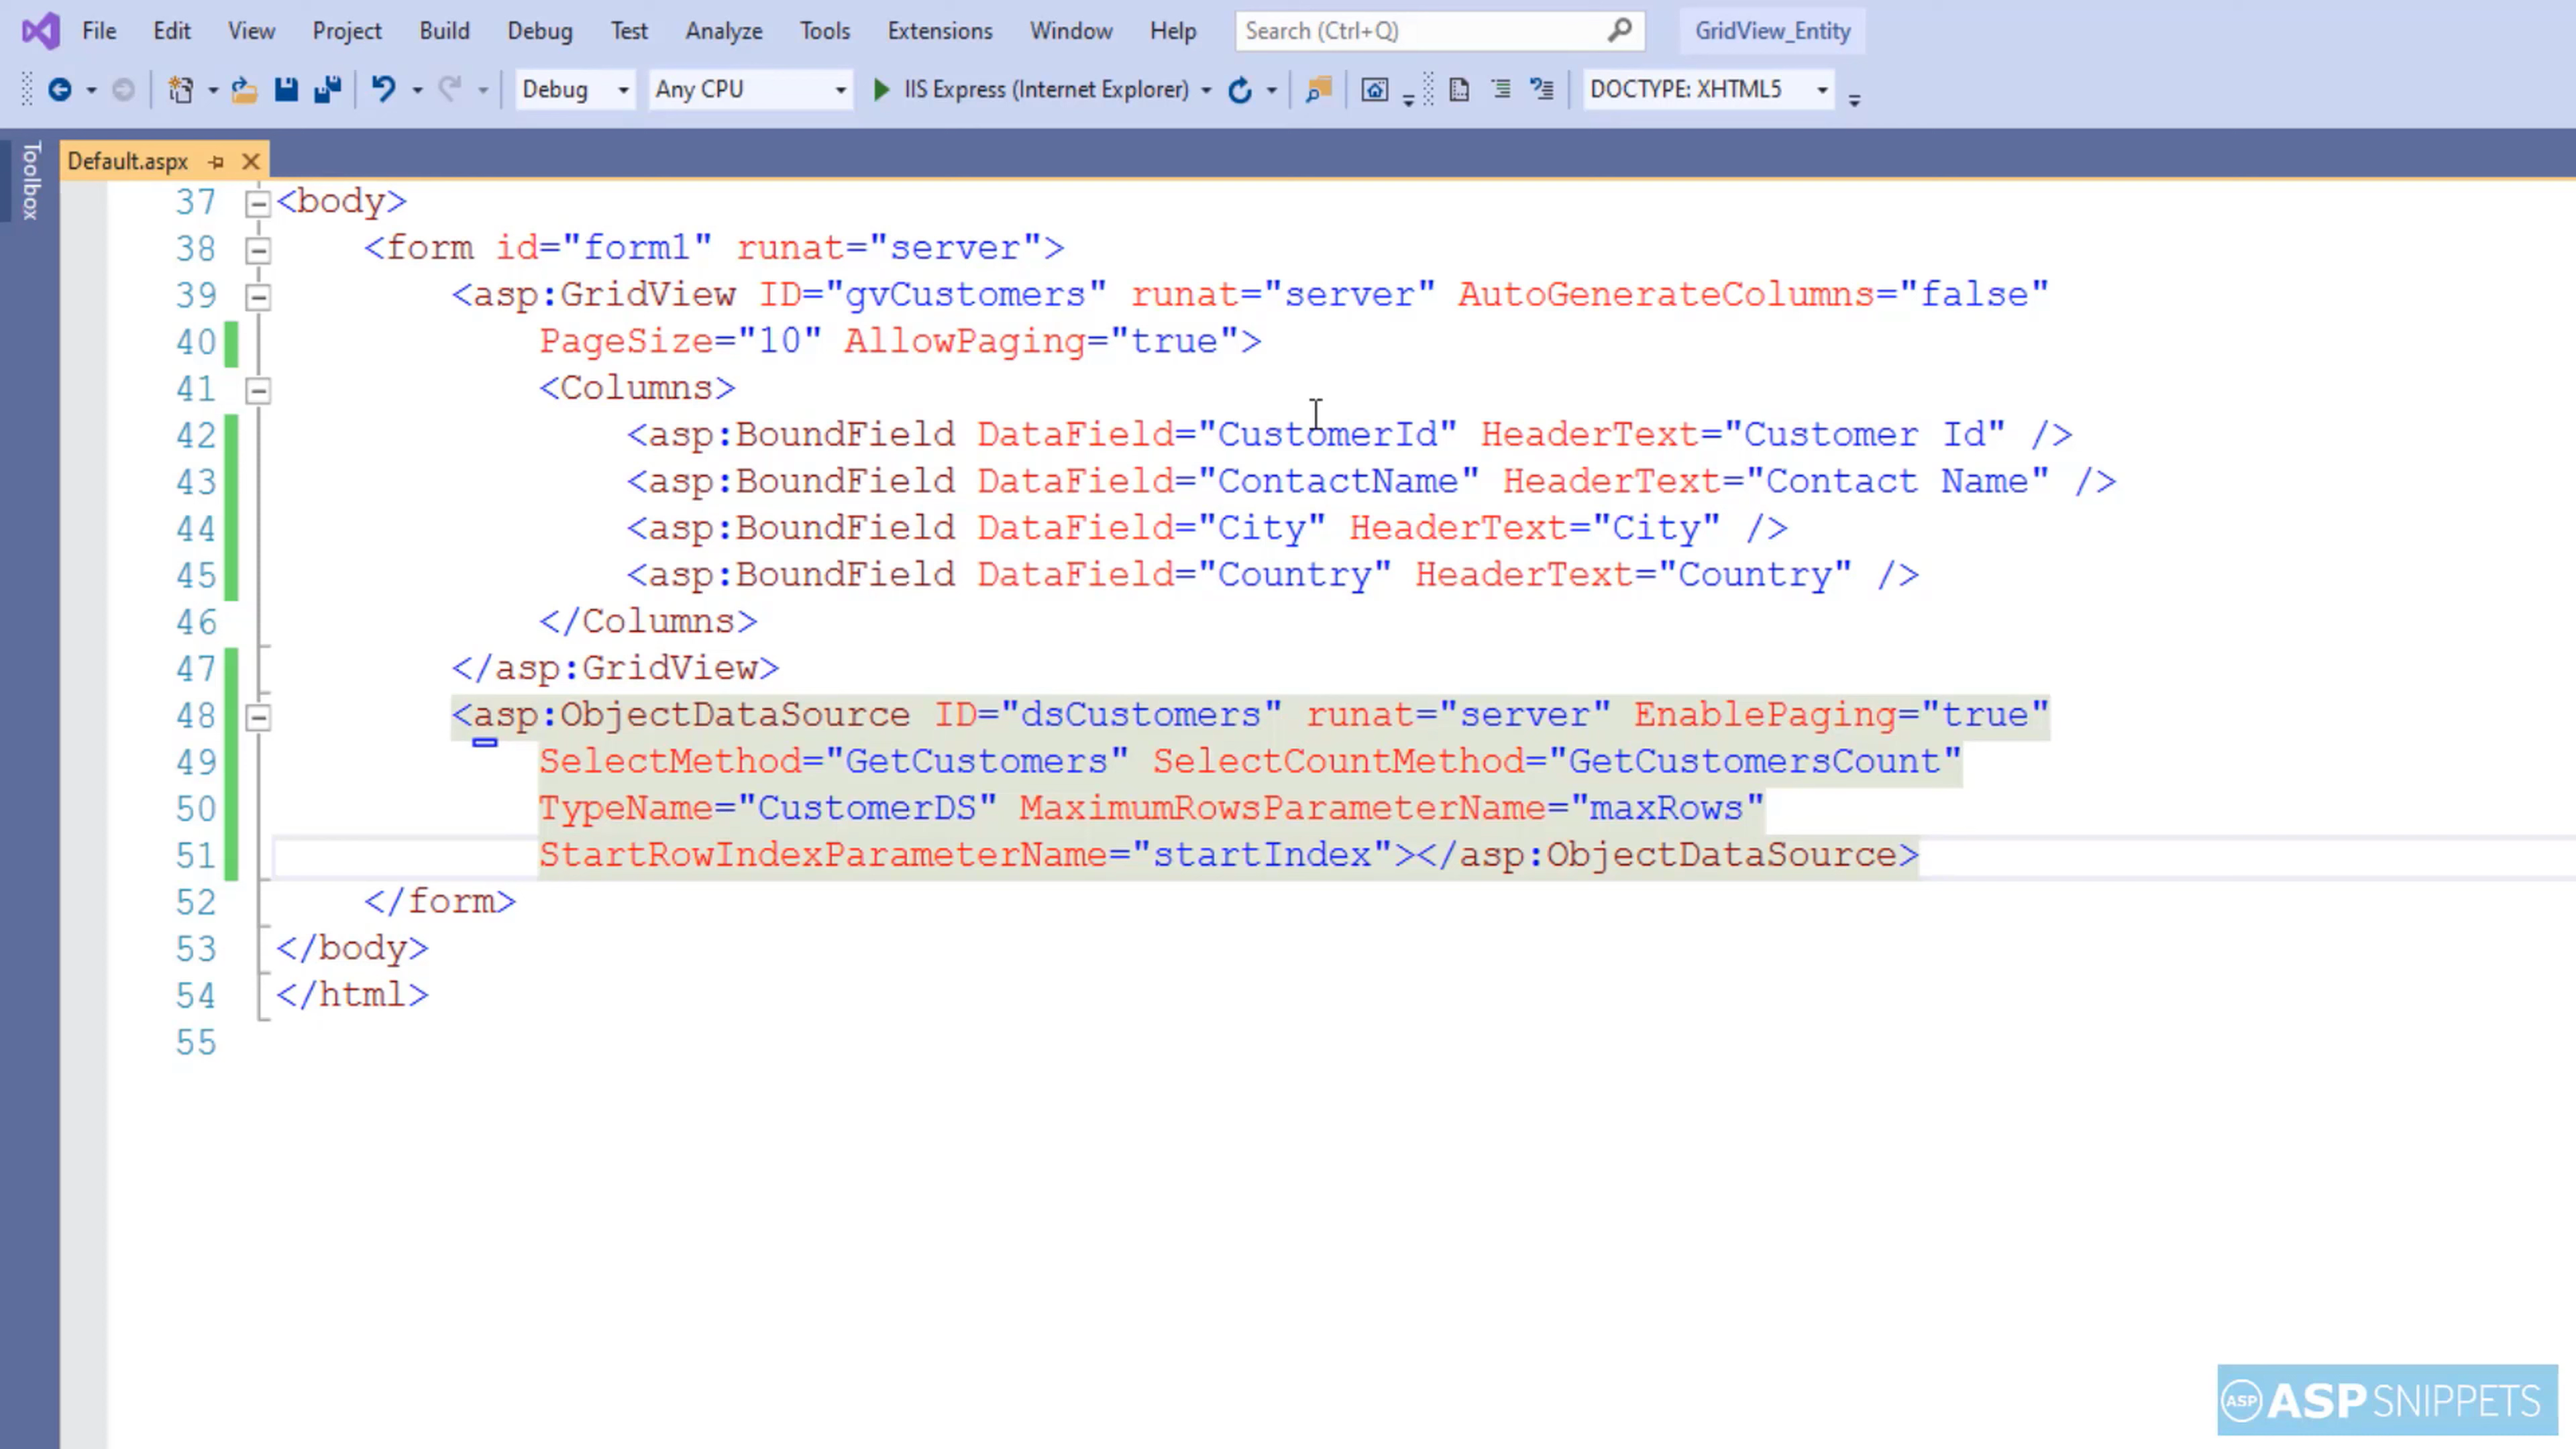 File Edit View Project Build Debug Test Analyze Tools Extensions Window Help Search (Ctrl+Q) GridView_Entity
Debug Any CPU IIS Express (Internet Explorer) DOCTYPE: XHTML5
Toolbox
Default.aspx
37 <body>
38 <form id="form1" runat="server">
39 <asp:GridView ID="gvCustomers" runat="server" AutoGenerateColumns="false"
40 PageSize="10" AllowPaging="true">
41 <Columns>
42 <asp:BoundField DataField="CustomerId" HeaderText="Customer Id" />
43 <asp:BoundField DataField="ContactName" HeaderText="Contact Name" />
44 <asp:BoundField DataField="City" HeaderText="City" />
45 <asp:BoundField DataField="Country" HeaderText="Country" />
46 </Columns>
47 </asp:GridView>
48 <asp:ObjectDataSource ID="dsCustomers" runat="server" EnablePaging="true"
49 SelectMethod="GetCustomers" SelectCountMethod="GetCustomersCount"
50 TypeName="CustomerDS" MaximumRowsParameterName="maxRows"
51 StartRowIndexParameterName="startIndex"></asp:ObjectDataSource>
52 </form>
53 </body>
54 </html>
55
ASP ASPSNIPPETS